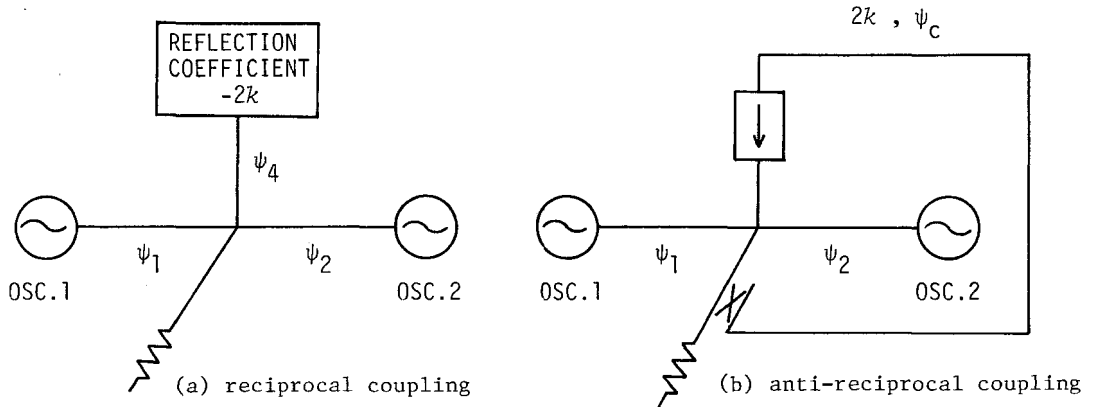 REFLECTION
COEFFICIENT
-2k
ψ4
ψ1
ψ2
OSC.1
OSC.2
(a) reciprocal coupling
2k , ψc
ψ1
ψ2
OSC.1
OSC.2
(b) anti-reciprocal coupling